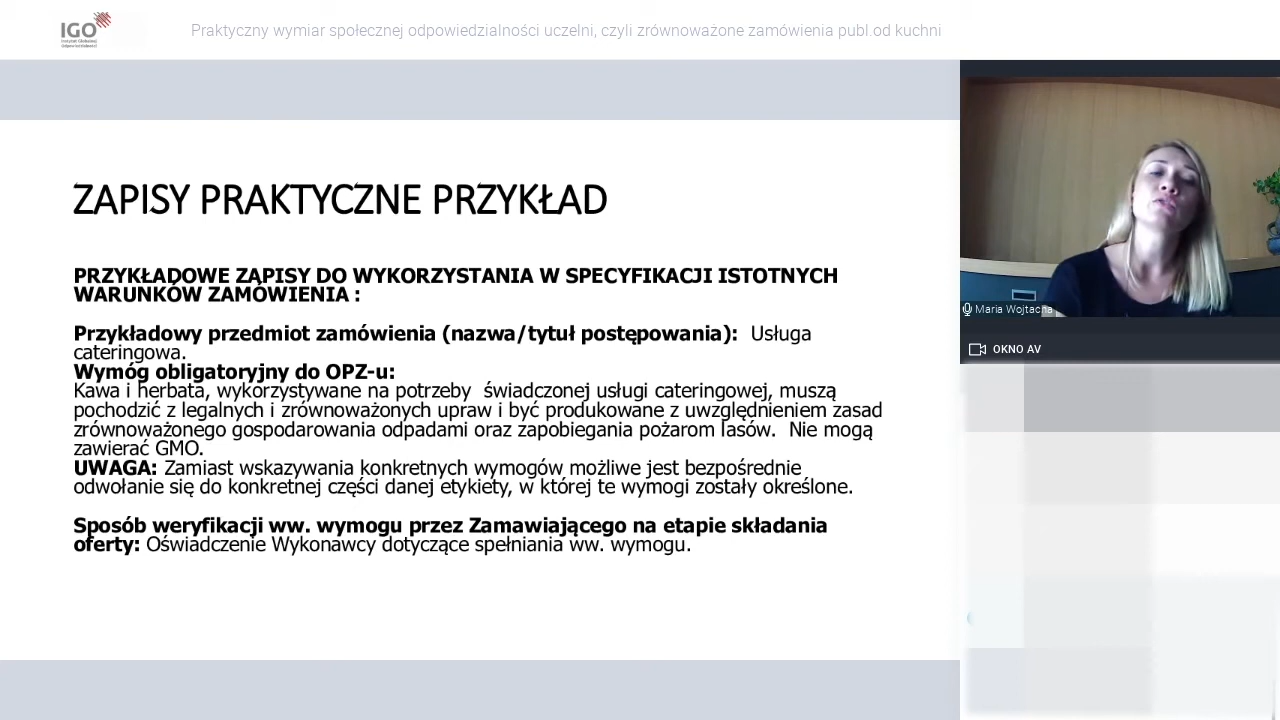 IGO
Instytut Globalnej
Odpowiedzialności
Praktyczny wymiar społecznej odpowiedzialności uczelni, czyli zrównoważone zamówienia publ.od kuchni
ZAPISY PRAKTYCZNE PRZYKŁAD
PRZYKŁADOWE ZAPISY DO WYKORZYSTANIA W SPECYFIKACJI ISTOTNYCH
WARUNKÓW ZAMÓWIENIA :
Przykładowy przedmiot zamówienia (nazwa/tytuł postępowania): Usługa
cateringowa.
Wymóg obligatoryjny do OPZ-u:
Kawa i herbata, wykorzystywane na potrzeby świadczonej usługi cateringowej, muszą
pochodzić z legalnych i zrównoważonych upraw i być produkowane z uwzględnieniem zasad
zrównoważonego gospodarowania odpadami oraz zapobiegania pożarom lasów. Nie mogą
zawierać GMO.
UWAGA: Zamiast wskazywania konkretnych wymogów możliwe jest bezpośrednie
odwołanie się do konkretnej części danej etykiety, w której te wymogi zostały określone.
Sposób weryfikacji ww. wymogu przez Zamawiającego na etapie składania
oferty: Oświadczenie Wykonawcy dotyczące spełniania ww. wymogu.
Maria Wojtacha
OKNO AV